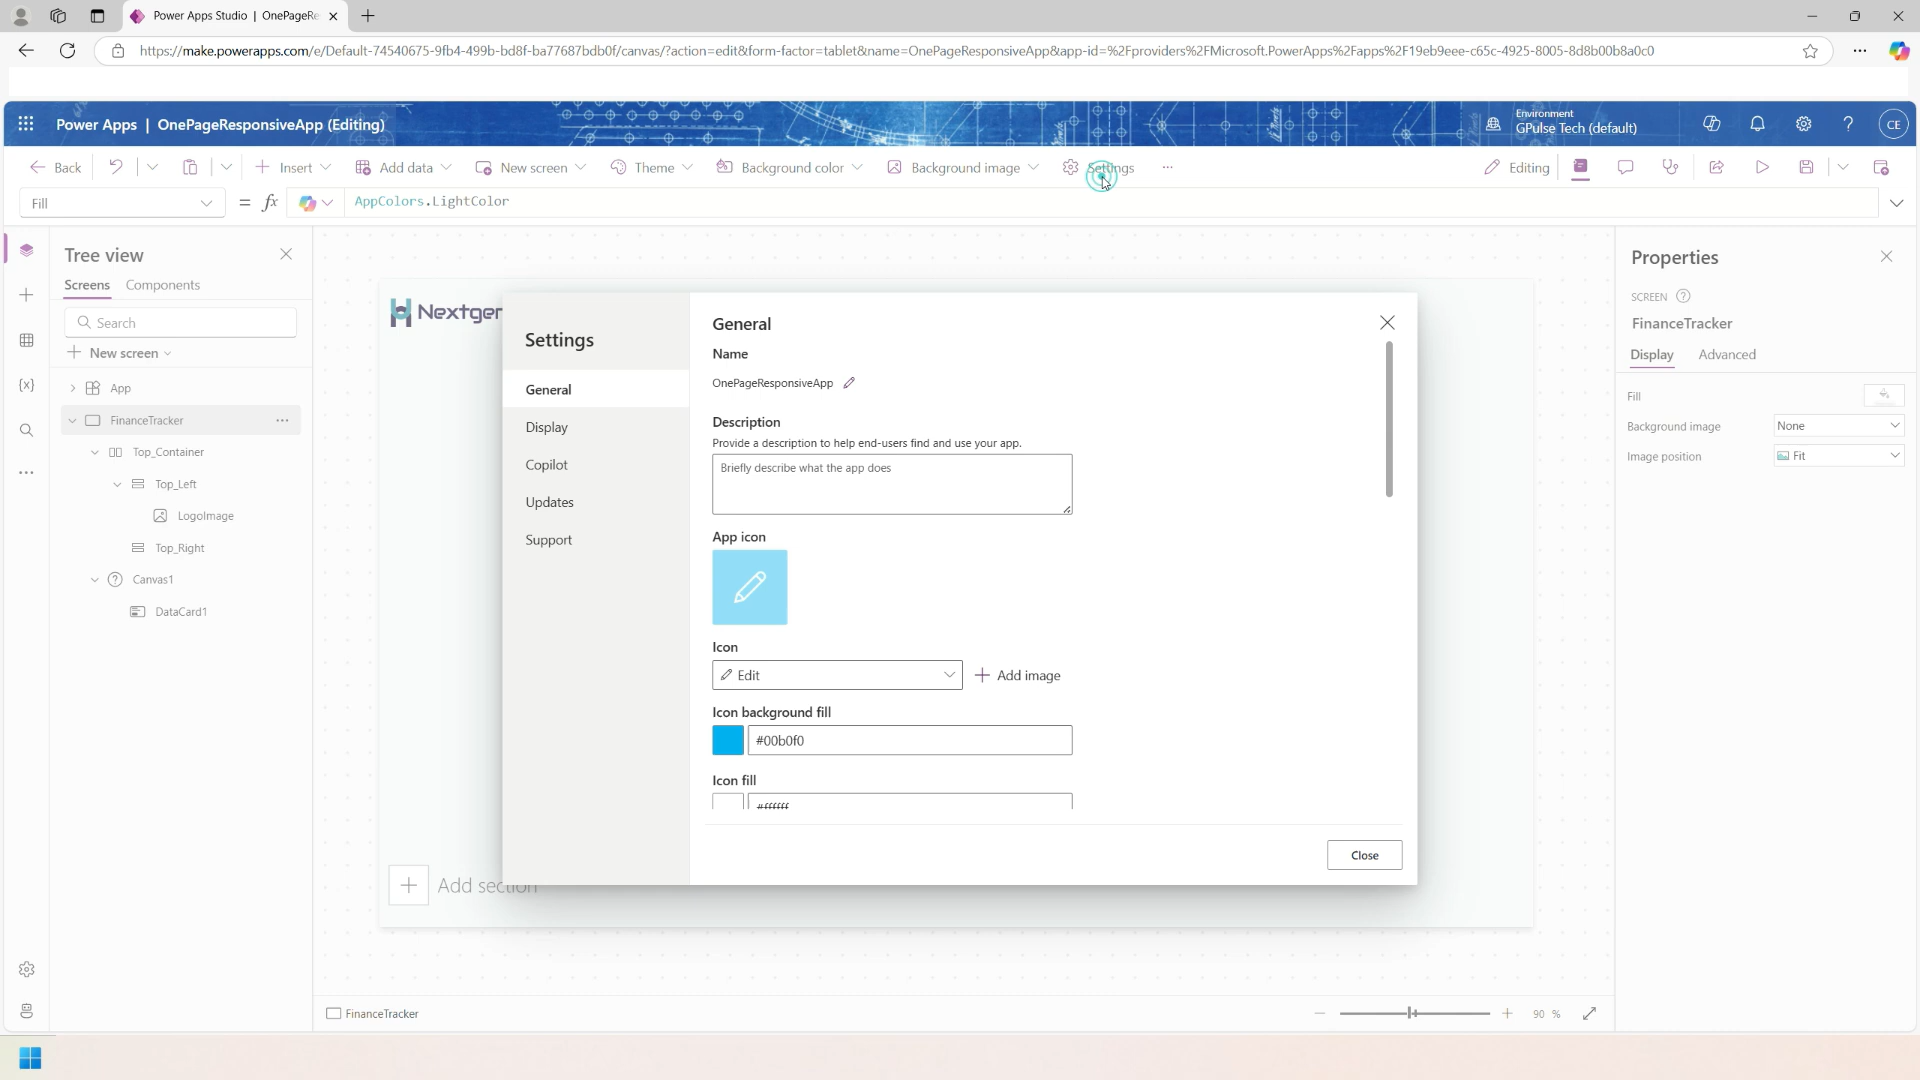 Power Apps Studio | OnePageRe
https://make.powerapps.com/e/Default-74540675-9fb4-499b-bd8f-ba77687bdb0f/canvas/?action=edit&form-factor=tablet&name=OnePageResponsiveApp&app-id=%2Fproviders%2FMicrosoft.PowerApps%2Fapps%2F19eb9eee-c65c-4925-8005-8d8b00b8a0c0
Power Apps | OnePageResponsiveApp (Editing)
Environment
GPulse Tech (default)
CE
Back
Insert
Add data
New screen
Theme
Background color
Background image
Settings
Editing
Fill
= fx
AppColors.LightColor
Tree view
Screens
Components
Search
New screen
App
FinanceTracker
Top_Container
Top_Left
LogoImage
Top_Right
Canvas1
DataCard1
Nextger
Add section
Settings
General
Display
Copilot
Updates
Support
General
Name
OnePageResponsiveApp
Description
Provide a description to help end-users find and use your app.
Briefly describe what the app does
App icon
Icon
Edit
Add image
Icon background fill
#00b0f0
Icon fill
#ffffff
Close
Properties
SCREEN
FinanceTracker
Display
Advanced
Fill
Background image
None
Image position
Fit
FinanceTracker
90 %